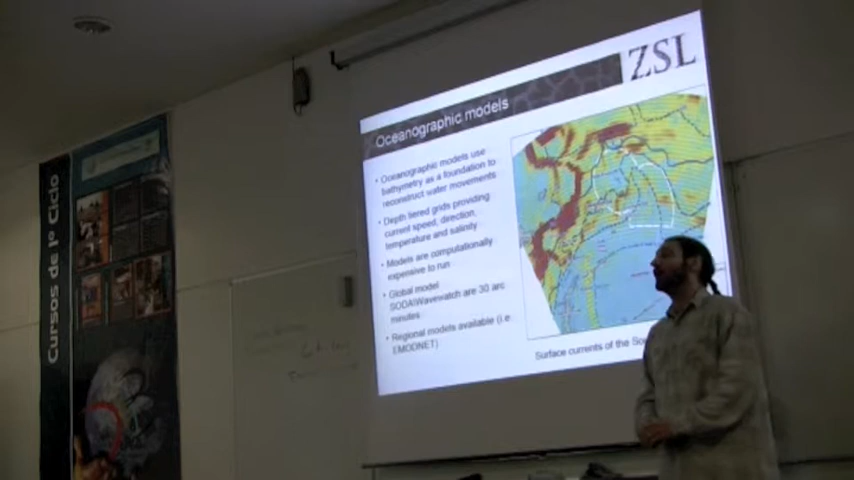 Cursos de 1º Ciclo
ZSL
Oceanographic models
• Oceanographic models use
bathymetry as a foundation to
reconstruct water movements
• Depth tiered grids providing
current speed, direction,
temperature and salinity
• Models are computationally
expensive to run
• Global model
SODA\Wavewatch are 30 arc
minutes
• Regional models available (i.e.
EMODNET)
Surface currents of the